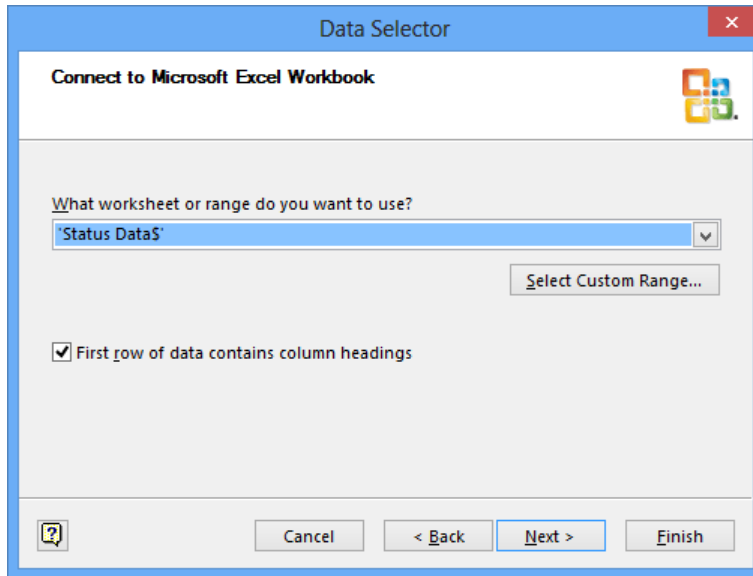 Data Selector
Connect to Microsoft Excel Workbook
What worksheet or range do you want to use?
'Status Data$'
Select Custom Range...
First row of data contains column headings
Cancel
< Back
Next >
Finish